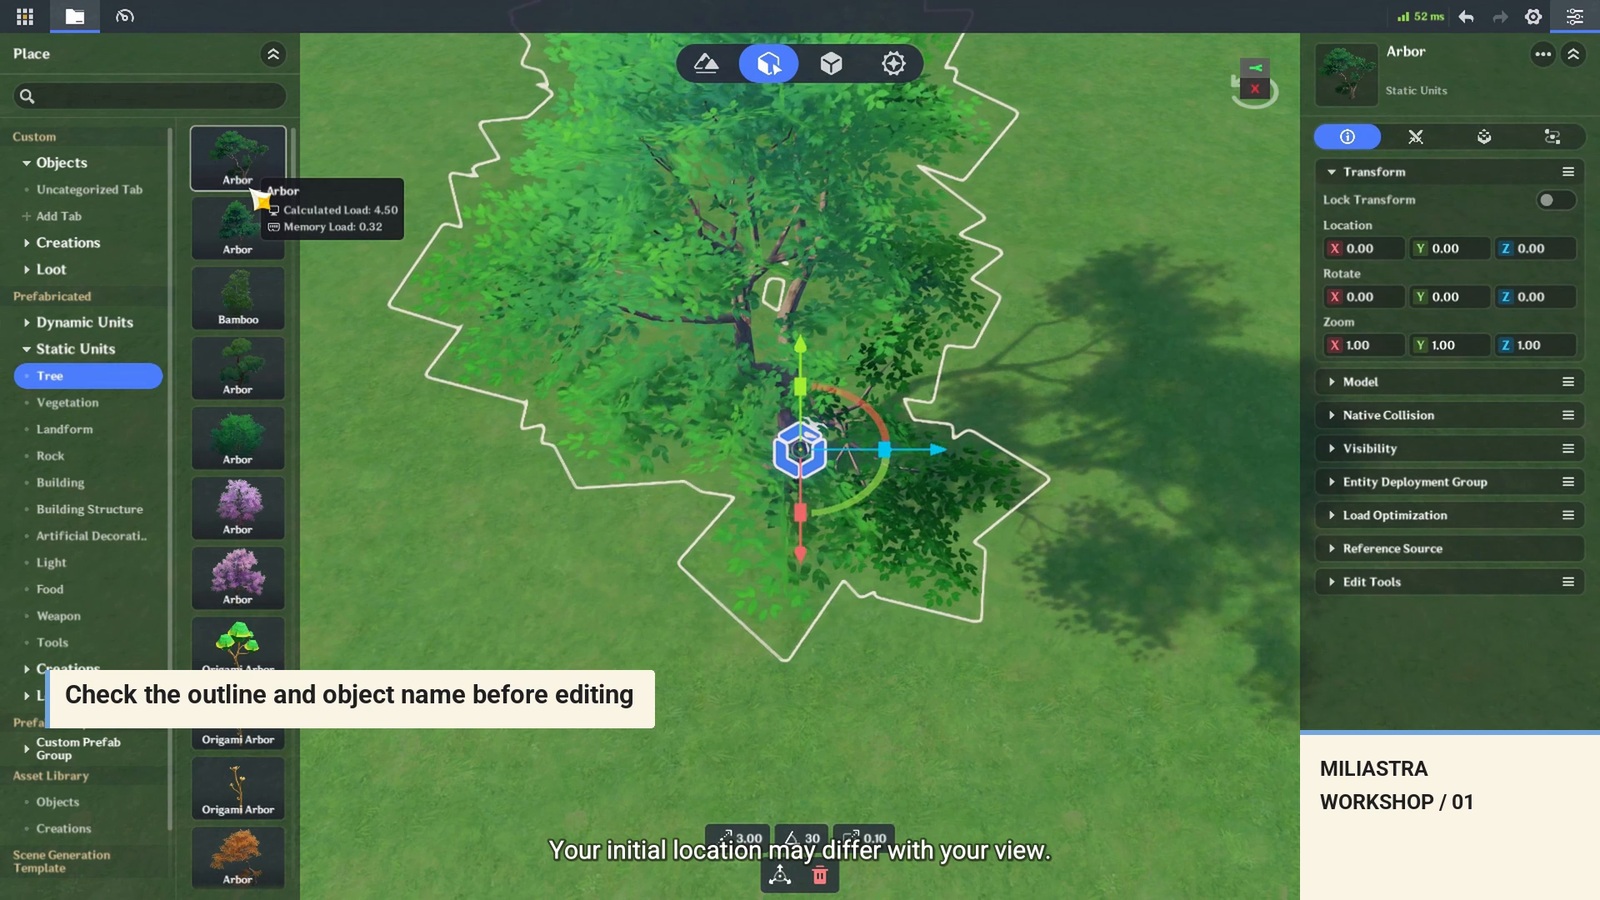 52 ms
Place
Custom
Objects
Uncategorized Tab
Add Tab
Creations
Loot
Prefabricated
Dynamic Units
Static Units
Tree
Vegetation
Landform
Rock
Building
Building Structure
Artificial Decorati..
Light
Food
Weapon
Tools
Creations
L
Prefa
Custom Prefab
Group
Asset Library
Objects
Creations
Scene Generation
Template
Arbor
Arbor
Bamboo
Arbor
Arbor
Arbor
Arbor
Origami Arbor
Origami Arbor
Origami Arbor
Arbor
Arbor
Calculated Load: 4.50
Memory Load: 0.32
X
Check the outline and object name before editing
3.00
30
0.10
Your initial location may differ with your view.
Arbor
Static Units
Transform
Lock Transform
Location
X 0.00 Y 0.00 Z 0.00
Rotate
X 0.00 Y 0.00 Z 0.00
Zoom
X 1.00 Y 1.00 Z 1.00
Model
Native Collision
Visibility
Entity Deployment Group
Load Optimization
Reference Source
Edit Tools
MILIASTRA
WORKSHOP / 01